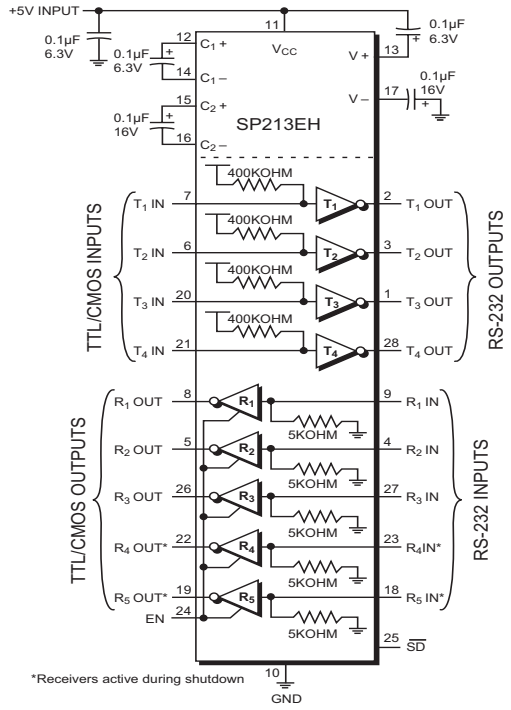 +5V INPUT
0.1µF
6.3V
0.1µF
6.3V
0.1µF
16V
12
14
15
16
C1 +
C1 –
C2 +
C2 –
11
VCC
V +
13
0.1µF
6.3V
V –
17
0.1µF
16V
SP213EH
TTL/CMOS INPUTS
RS-232 OUTPUTS
400KOHM
T1 IN 7 T1 2 T1 OUT
400KOHM
T2 IN 6 T2 3 T2 OUT
400KOHM
T3 IN 20 T3 1 T3 OUT
400KOHM
T4 IN 21 T4 28 T4 OUT
TTL/CMOS OUTPUTS
RS-232 INPUTS
R1 OUT 8 R1 9 R1 IN
5KOHM
R2 OUT 5 R2 4 R2 IN
5KOHM
R3 OUT 26 R3 27 R3 IN
5KOHM
R4 OUT* 22 R4 23 R4IN*
5KOHM
R5 OUT* 19 R5 18 R5 IN*
5KOHM
EN 24
25 SD
*Receivers active during shutdown
10
GND